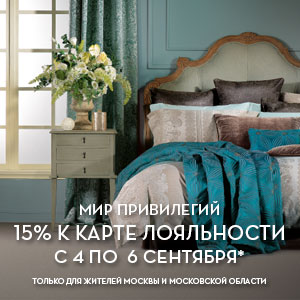 МИР ПРИВИЛЕГИЙ
15% К КАРТЕ ЛОЯЛЬНОСТИ
С 4 ПО 6 СЕНТЯБРЯ*
ТОЛЬКО ДЛЯ ЖИТЕЛЕЙ МОСКВЫ И МОСКОВСКОЙ ОБЛАСТИ